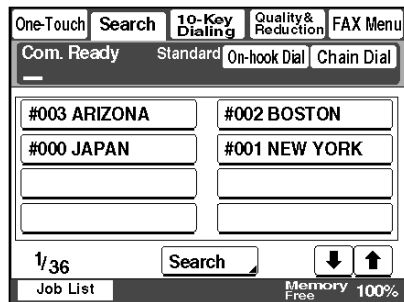 One-Touch Search 10-Key Dialing Quality& Reduction FAX Menu
Com. Ready Standard On-hook Dial Chain Dial
#003 ARIZONA #002 BOSTON
#000 JAPAN #001 NEW YORK
1/36 Search
Job List Memory Free 100%